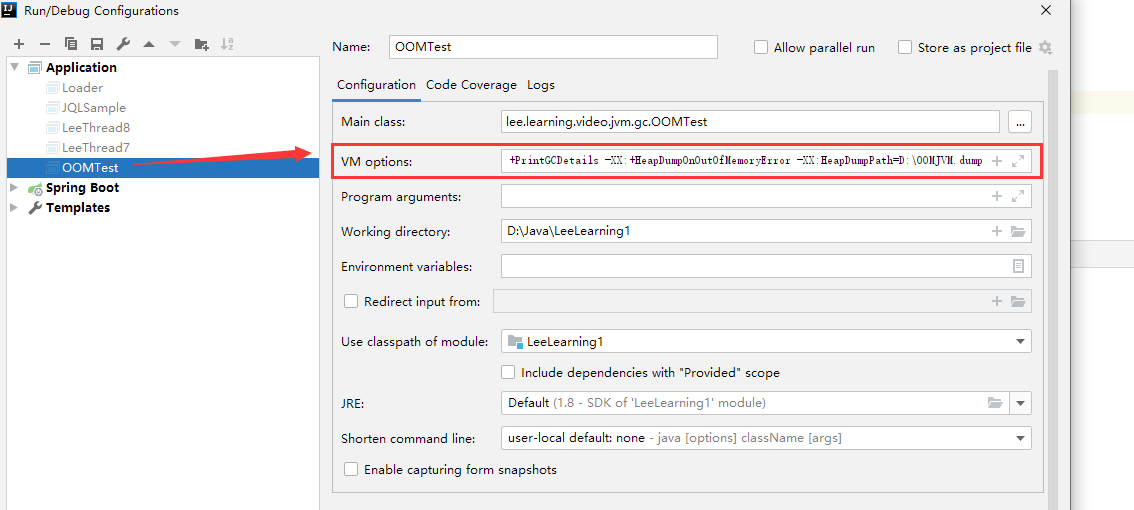 Run/Debug Configurations
Name: OOMTest Allow parallel run Store as project file
Application
Loader
JQLSample
LeeThread8
LeeThread7
OOMTest
Spring Boot
Templates
Configuration Code Coverage Logs
Main class: lee.learning.video.jvm.gc.OOMTest ...
VM options: +PrintGCDetails -XX:+HeapDumpOnOutOfMemoryError -XX:HeapDumpPath=D:\OOMJVM.dump
Program arguments:
Working directory: D:\Java\LeeLearning1
Environment variables:
Redirect input from:
Use classpath of module: LeeLearning1
Include dependencies with "Provided" scope
JRE: Default (1.8 - SDK of 'LeeLearning1' module)
Shorten command line: user-local default: none - java [options] className [args]
Enable capturing form snapshots